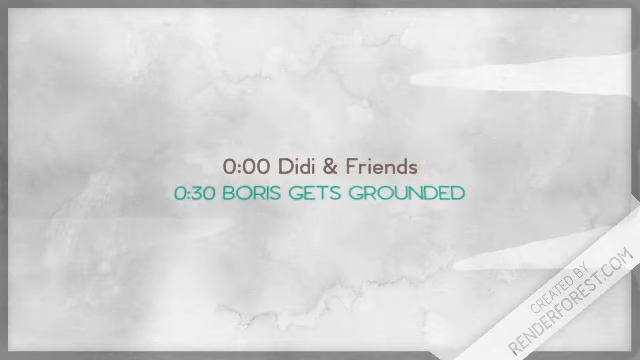 0:00 Didi & Friends
0:30 BORIS GETS GROUNDED
CREATED BY
RENDERFOREST.COM